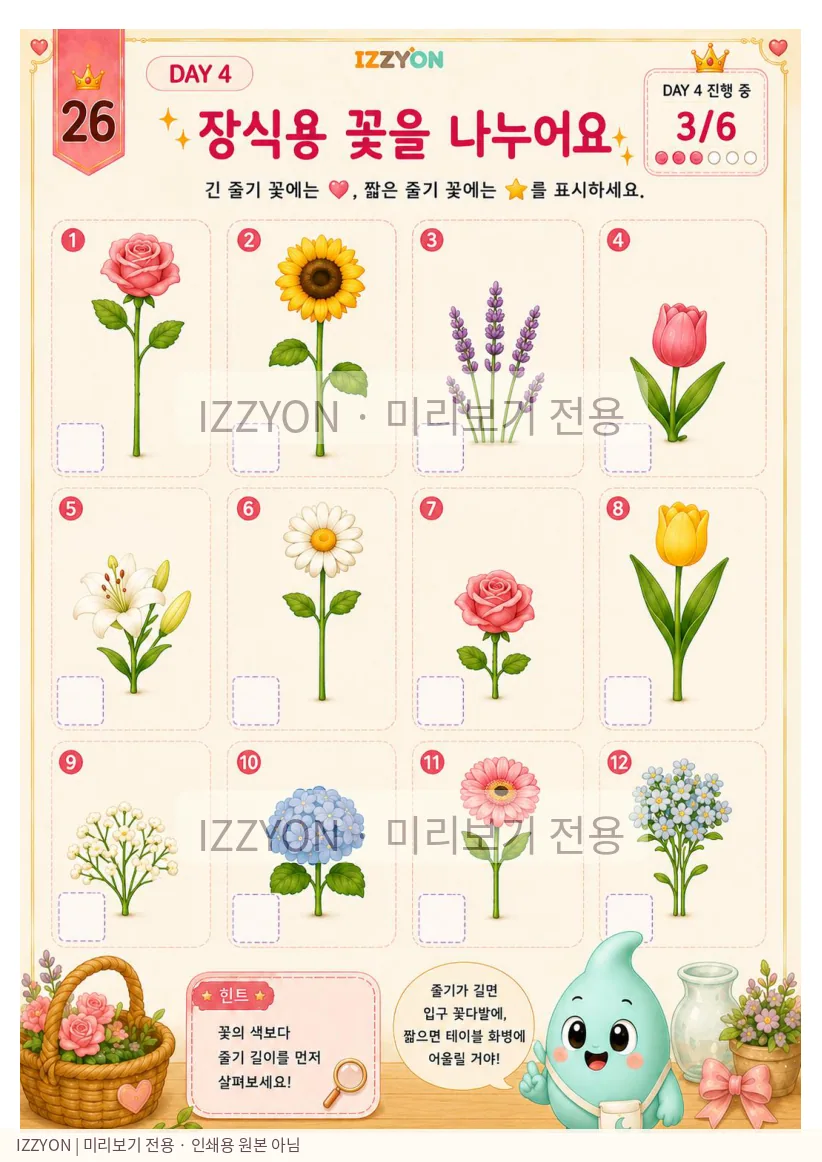 IZZYON
DAY 4
26
장식용 꽃을 나누어요
DAY 4 진행 중
3/6
긴 줄기 꽃에는 , 짧은 줄기 꽃에는 를 표시하세요.
1
2
3
4
IZZYON · 미리보기 전용
5
6
7
8
9
10
11
12
IZZYON · 미리보기 전용
힌트
꽃의 색보다
줄기 길이를 먼저
살펴보세요!
줄기가 길면
입구 꽃다발에,
짧으면 테이블 화병에
어울릴 거야!
IZZYON | 미리보기 전용 · 인쇄용 원본 아님